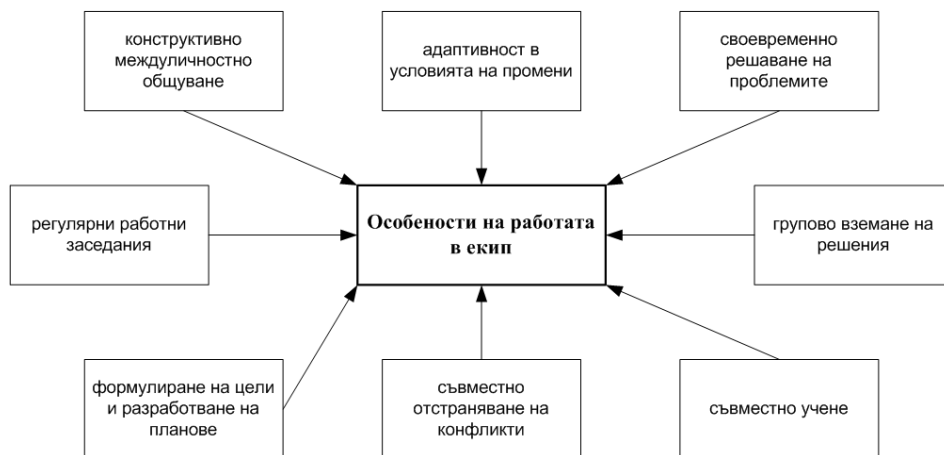 конструктивно
междуличностно
общуване
адаптивност в
условията на промени
своевременно
решаване на
проблемите
регулярни работни
заседания
Особености на работата
в екип
групово вземане на
решения
формулиране на цели
и разработване на
планове
съвместно
отстраняване на
конфликти
съвместно учене